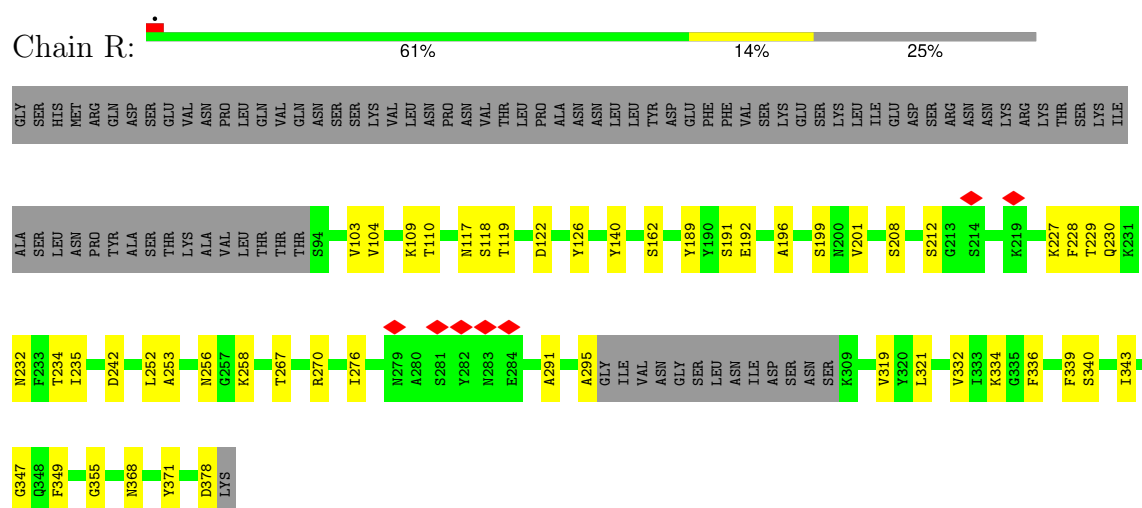 Chain R: 61% 14% 25%
GLY SER HIS MET ARG GLN ASP SER GLU VAL ASN PRO LEU GLN VAL GLN ASN SER SER LYS VAL LEU ASN PRO ASN VAL THR LEU PRO ALA ASN ASN LEU LEU TYR ASP GLU PHE PHE VAL SER LYS GLU SER LYS LEU ILE GLU ASP SER ARG ASN ASN LYS ARG LYS THR SER LYS ILE
ALA SER LEU ASN PRO TYR ALA SER THR LYS ALA VAL LEU THR THR THR S94 V103 V104 K109 T110 N117 S118 T119 D122 Y126 Y140 S162 Y189 Y190 S191 E192 A196 S199 N200 V201 S208 S212 G213 S214 K219 K227 F228 T229 Q230 K231
N232 F233 T234 I235 D242 L252 A253 N256 G257 K258 T267 R270 I276 N279 A280 S281 Y282 N283 E284 A291 A295 GLY ILE VAL ASN GLY SER LEU ASN ILE ASP SER ASN SER K309 V319 Y320 L321 V332 I333 K334 G335 F336 F339 S340 I343
G347 Q348 F349 G355 N368 Y371 D378 LYS